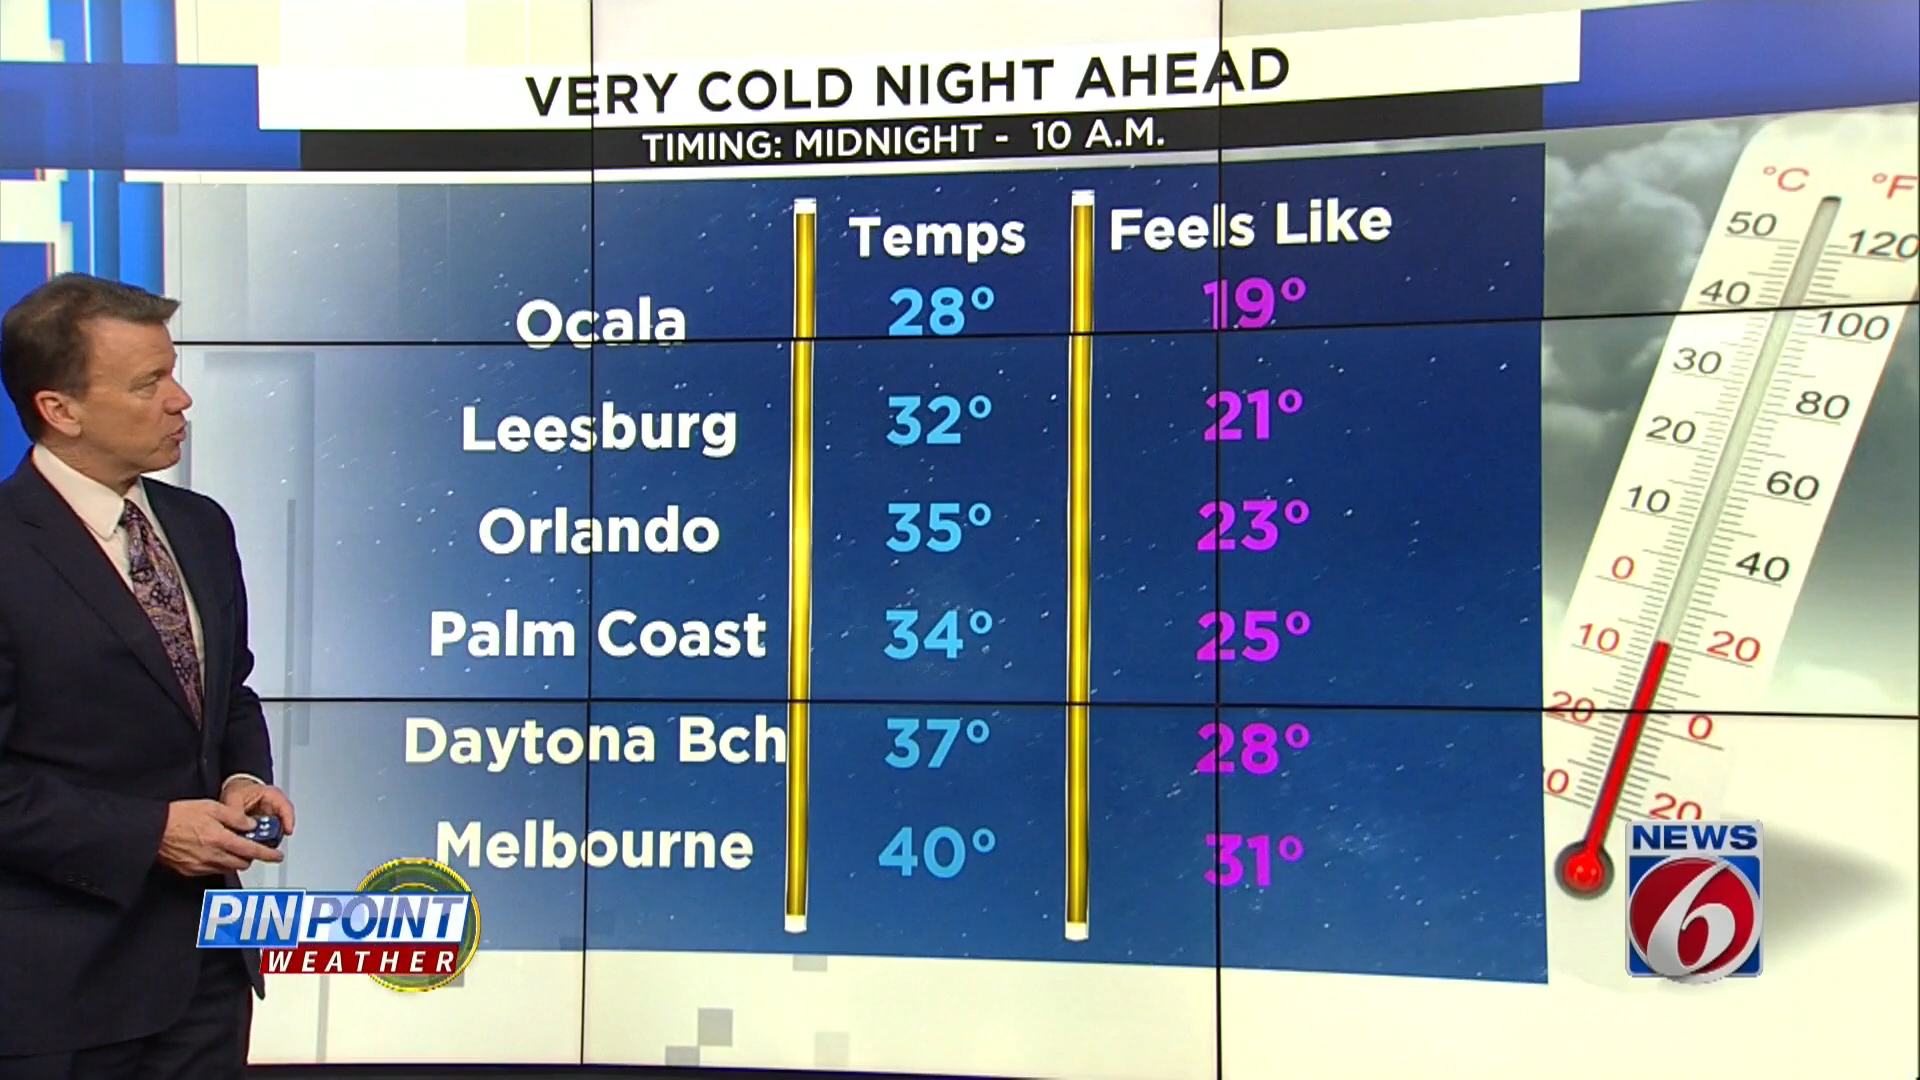 VERY COLD NIGHT AHEAD
TIMING: MIDNIGHT - 10 A.M.
Temps Feels Like
Ocala 28° 19°
Leesburg 32° 21°
Orlando 35° 23°
Palm Coast 34° 25°
Daytona Bch 37° 28°
Melbourne 40° 31°
°C °F
50 120
40 100
30 80
20 60
10 40
0 20
10 0
20 20
0
PINPOINT
WEATHER
NEWS
6